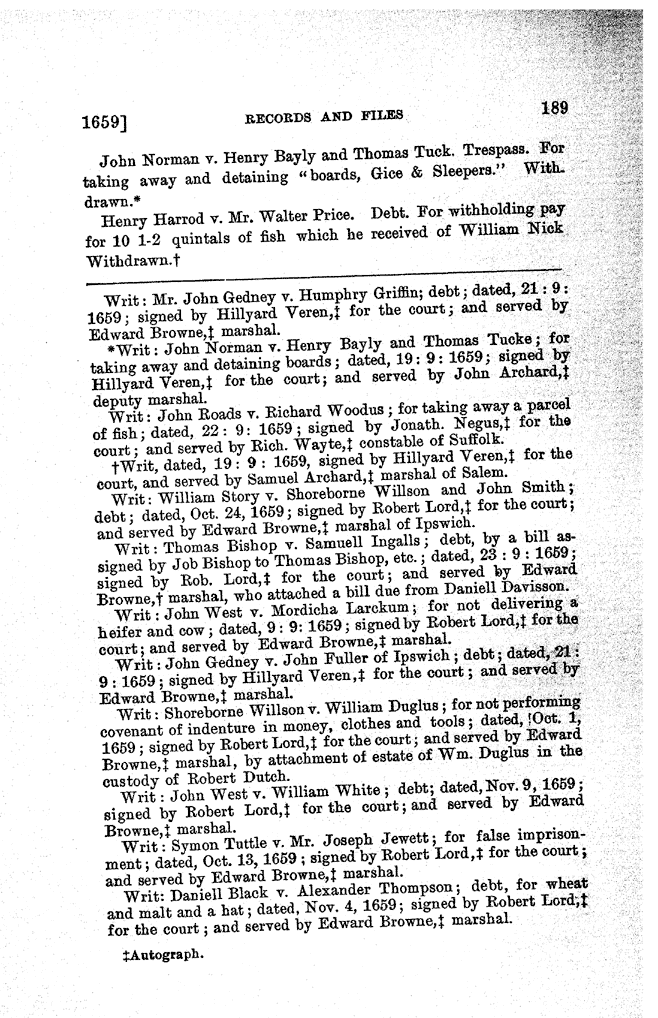 1659] RECORDS AND FILES 189
John Norman v. Henry Bayly and Thomas Tuck. Trespass. For
taking away and detaining "boards, Gice & Sleepers." With-
drawn.*
Henry Harrod v. Mr. Walter Price. Debt. For withholding pay
for 10 1-2 quintals of fish which he received of William Nick
Withdrawn.†
Writ: Mr. John Gedney v. Humphry Griffin; debt; dated, 21 : 9 :
1659; signed by Hillyard Veren,‡ for the court; and served by
Edward Browne,‡ marshal.
*Writ: John Norman v. Henry Bayly and Thomas Tucke; for
taking away and detaining boards; dated, 19: 9: 1659; signed by
Hillyard Veren,‡ for the court; and served by John Archard,‡
deputy marshal.
Writ: John Roads v. Richard Woodus; for taking away a parcel
of fish; dated, 22 : 9: 1659; signed by Jonath. Negus,‡ for the
court; and served by Rich. Wayte,‡ constable of Suffolk.
†Writ, dated, 19 : 9 : 1659, signed by Hillyard Veren,‡ for the
court, and served by Samuel Archard,‡ marshal of Salem.
Writ: William Story v. Shoreborne Willson and John Smith;
debt; dated, Oct. 24, 1659; signed by Robert Lord,‡ for the court;
and served by Edward Browne,‡ marshal of Ipswich.
Writ: Thomas Bishop v. Samuell Ingalls; debt, by a bill as-
signed by Job Bishop to Thomas Bishop, etc.; dated, 23 : 9 : 1659;
signed by Rob. Lord,‡ for the court; and served by Edward
Browne,† marshal, who attached a bill due from Daniell Davisson.
Writ: John West v. Mordicha Larckum; for not delivering a
heifer and cow; dated, 9: 9: 1659; signed by Robert Lord,‡ for the
court; and served by Edward Browne,‡ marshal.
Writ: John Gedney v. John Fuller of Ipswich; debt; dated, 21 :
9 : 1659; signed by Hillyard Veren,‡ for the court; and served by
Edward Browne,‡ marshal.
Writ: Shoreborne Willson v. William Duglus; for not performing
covenant of indenture in money, clothes and tools; dated, !Oct. 1,
1659; signed by Robert Lord,‡ for the court; and served by Edward
Browne,‡ marshal, by attachment of estate of Wm. Duglus in the
custody of Robert Dutch.
Writ: John West v. William White; debt; dated, Nov. 9, 1659;
signed by Robert Lord,‡ for the court; and served by Edward
Browne,‡ marshal.
Writ: Symon Tuttle v. Mr. Joseph Jewett; for false imprison-
ment; dated, Oct. 13, 1659; signed by Robert Lord,‡ for the court;
and served by Edward Browne,‡ marshal.
Writ: Daniell Black v. Alexander Thompson; debt, for wheat
and malt and a hat; dated, Nov. 4, 1659; signed by Robert Lord,‡
for the court; and served by Edward Browne,‡ marshal.
‡Autograph.